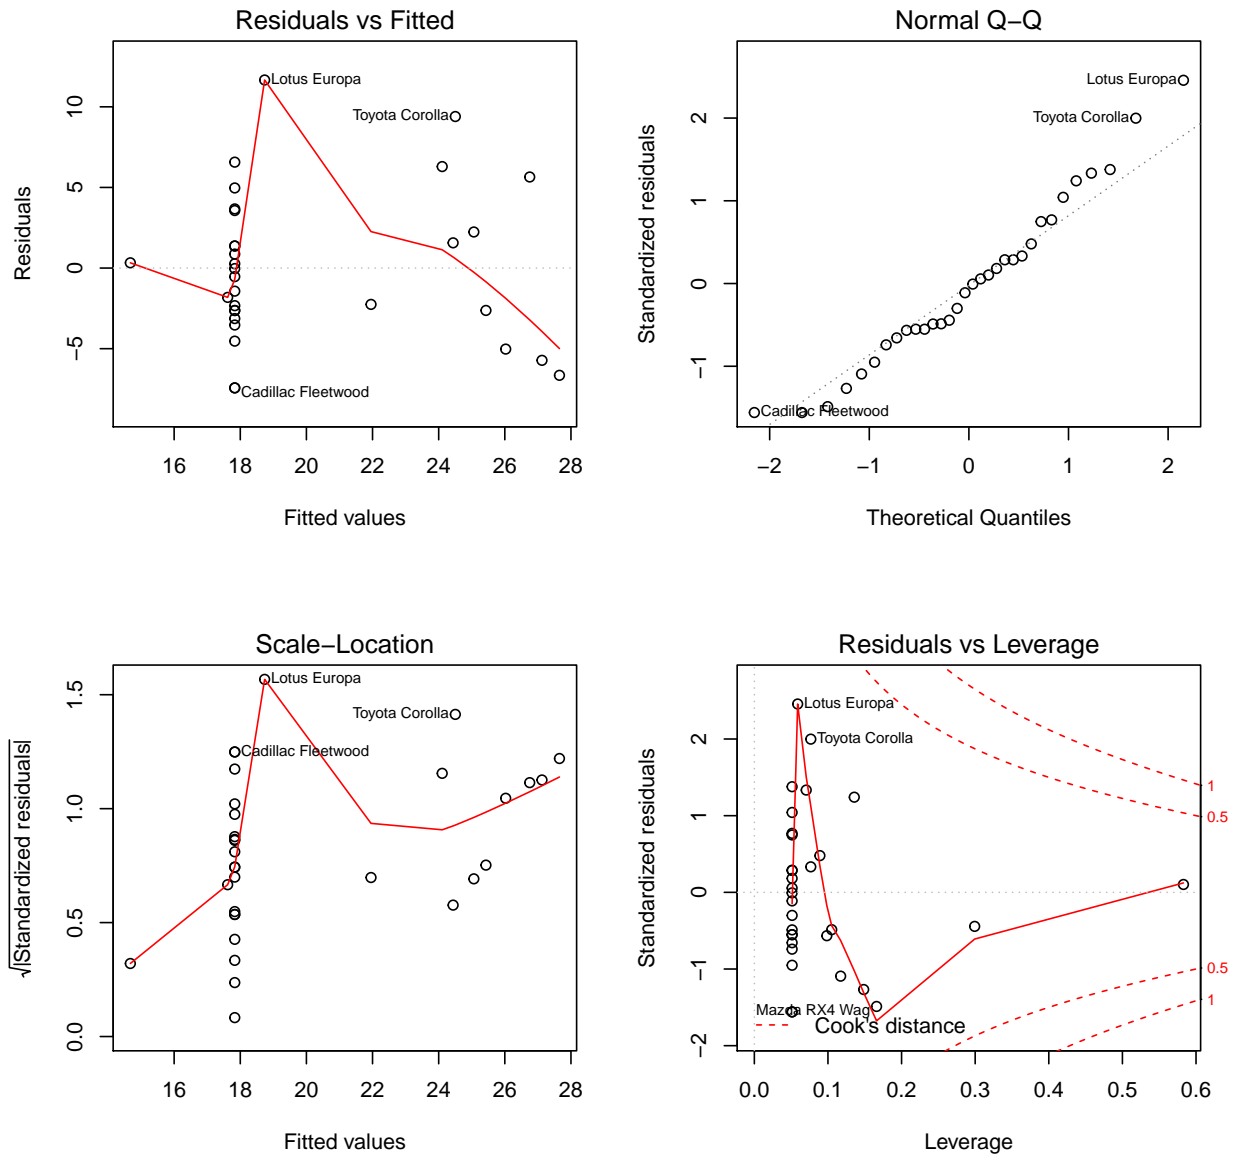 Residuals vs Fitted
Residuals
10
5
0
−5
Lotus Europa
Toyota Corolla
Cadillac Fleetwood
16 18 20 22 24 26 28
Fitted values
Normal Q−Q
Standardized residuals
2
1
0
−1
Lotus Europa
Toyota Corolla
Cadillac Fleetwood
−2 −1 0 1 2
Theoretical Quantiles
Scale−Location
√|Standardized residuals|
1.5
1.0
0.5
0.0
Lotus Europa
Toyota Corolla
Cadillac Fleetwood
16 18 20 22 24 26 28
Fitted values
Residuals vs Leverage
Standardized residuals
2
1
0
−1
−2
Lotus Europa
Toyota Corolla
1
0.5
0.5
1
Mazda RX4 Wag
Cook's distance
0.0 0.1 0.2 0.3 0.4 0.5 0.6
Leverage